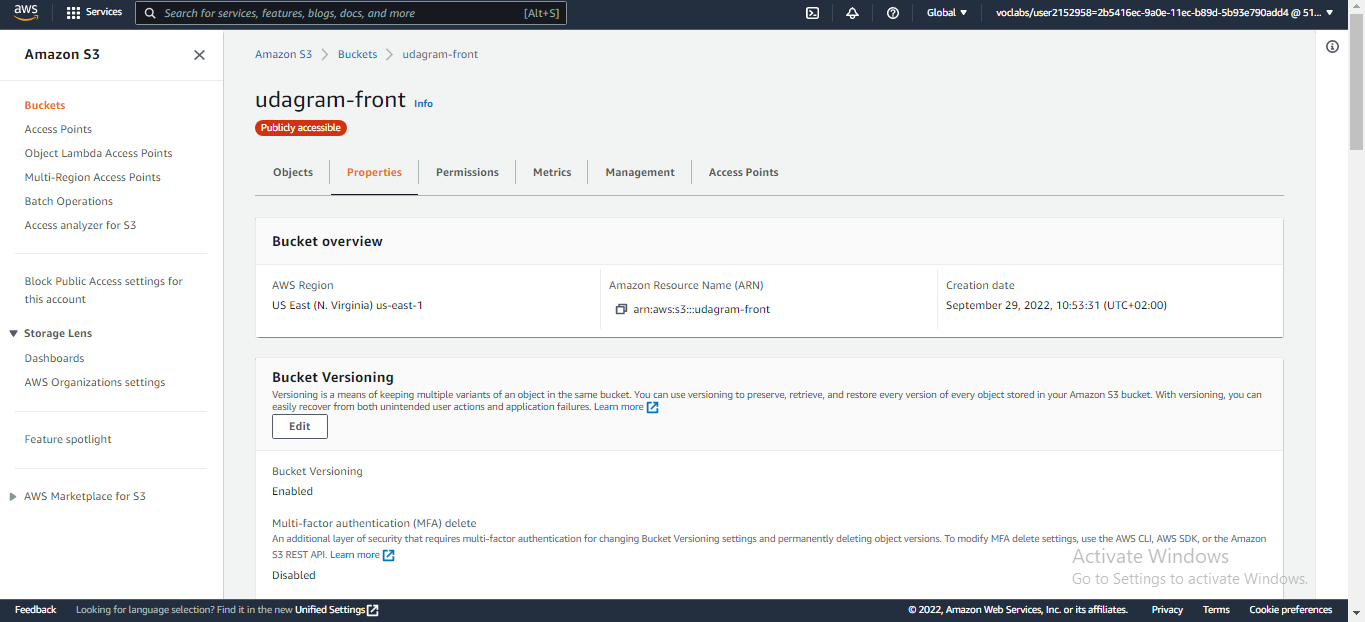 aws
Services
Search for services, features, blogs, docs, and more
[Alt+S]
Global
voclabs/user2152958=2b5416ec-9a0e-11ec-b89d-5b93e790add4 @ 51...
Amazon S3
Buckets
Access Points
Object Lambda Access Points
Multi-Region Access Points
Batch Operations
Access analyzer for S3
Block Public Access settings for
this account
Storage Lens
Dashboards
AWS Organizations settings
Feature spotlight
AWS Marketplace for S3
Amazon S3
Buckets
udagram-front
udagram-front Info
Publicly accessible
Objects
Properties
Permissions
Metrics
Management
Access Points
Bucket overview
AWS Region
US East (N. Virginia) us-east-1
Amazon Resource Name (ARN)
arn:aws:s3:::udagram-front
Creation date
September 29, 2022, 10:53:31 (UTC+02:00)
Bucket Versioning
Versioning is a means of keeping multiple variants of an object in the same bucket. You can use versioning to preserve, retrieve, and restore every version of every object stored in your Amazon S3 bucket. With versioning, you can
easily recover from both unintended user actions and application failures. Learn more
Edit
Bucket Versioning
Enabled
Multi-factor authentication (MFA) delete
An additional layer of security that requires multi-factor authentication for changing Bucket Versioning settings and permanently deleting object versions. To modify MFA delete settings, use the AWS CLI, AWS SDK, or the Amazon
S3 REST API. Learn more
Disabled
Activate Windows
Go to Settings to activate Windows.
Feedback
Looking for language selection? Find it in the new Unified Settings
© 2022, Amazon Web Services, Inc. or its affiliates.
Privacy
Terms
Cookie preferences